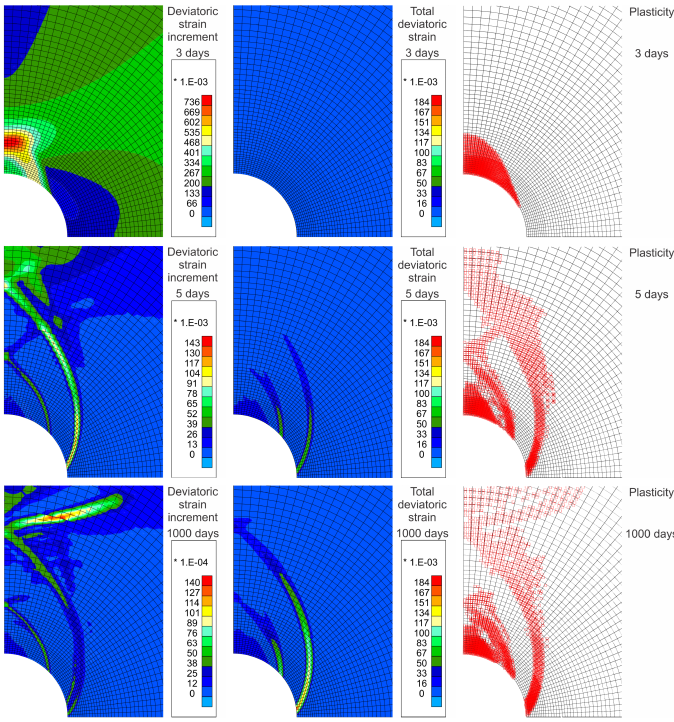 Deviatoric
strain
increment
3 days
* 1.E-03
736
669
602
535
468
401
334
267
200
133
66
0
Total
deviatoric
strain
3 days
* 1.E-03
184
167
151
134
117
100
83
67
50
33
16
0
Plasticity
3 days
Deviatoric
strain
increment
5 days
* 1.E-03
143
130
117
104
91
78
65
52
39
26
13
0
Total
deviatoric
strain
5 days
* 1.E-03
184
167
151
134
117
100
83
67
50
33
16
0
Plasticity
5 days
Deviatoric
strain
increment
1000 days
* 1.E-04
140
127
114
101
89
76
63
50
38
25
12
0
Total
deviatoric
strain
1000 days
* 1.E-03
184
167
151
134
117
100
83
67
50
33
16
0
Plasticity
1000 days